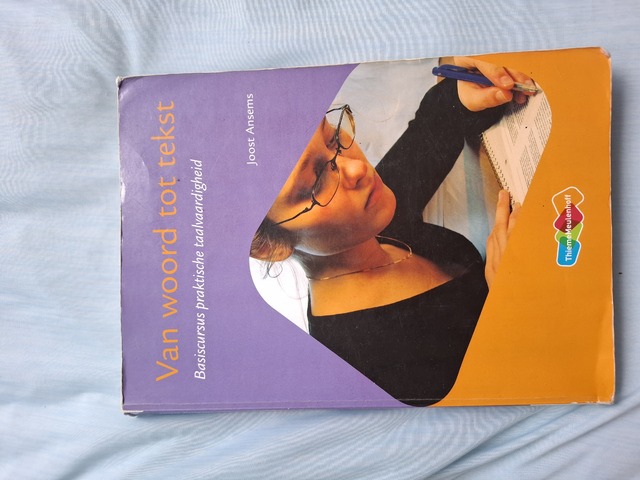 Van woord tot tekst
Basiscursus praktische taalvaardigheid
Joost Ansems
ThiemeMeulenhoff